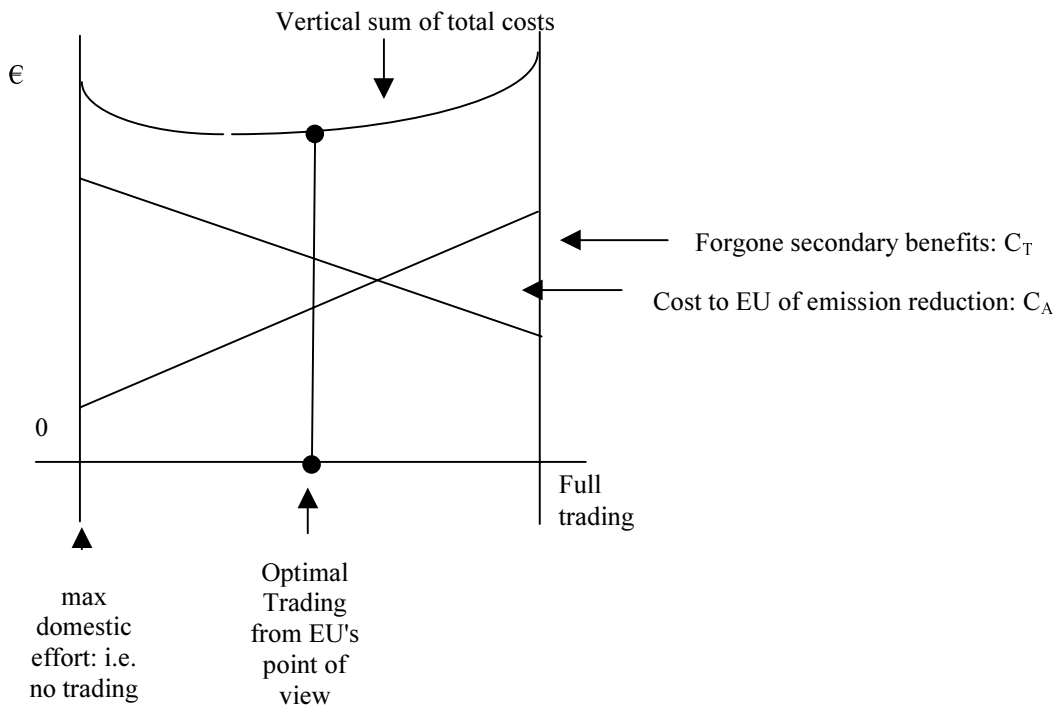 Vertical sum of total costs
€
Forgone secondary benefits: C_T
Cost to EU of emission reduction: C_A
0
Full
trading
max
domestic
effort: i.e.
no trading
Optimal
Trading
from EU's
point of
view